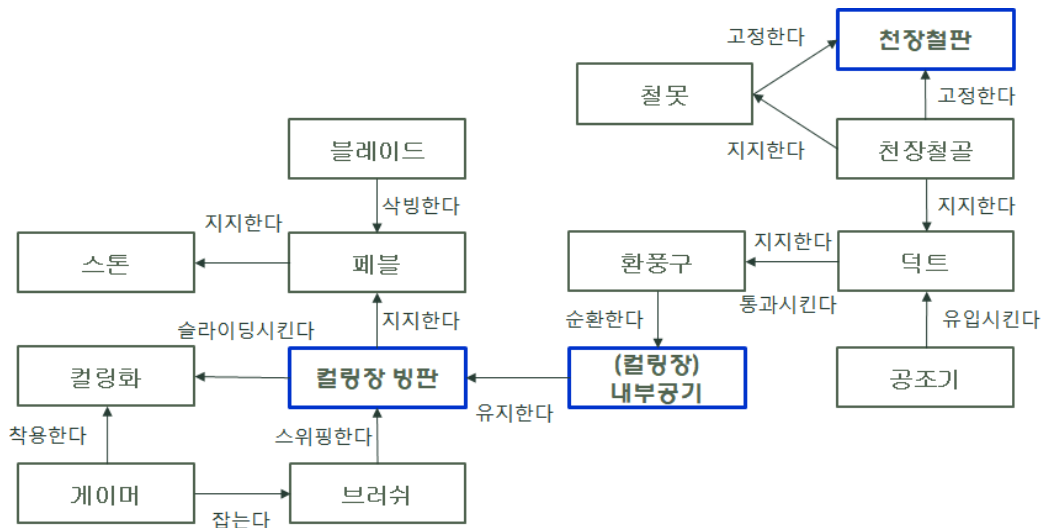 고정한다
천장철판
철못
고정한다
블레이드
지지한다
천장철골
삭빙한다
지지한다
지지한다
지지한다
스톤
페블
환풍구
덕트
통과시킨다
슬라이딩시킨다
지지한다
순환한다
유입시킨다
컬링화
컬링장 빙판
(컬링장)
내부공기
공조기
유지한다
착용한다
스위핑한다
게이머
브러쉬
잡는다